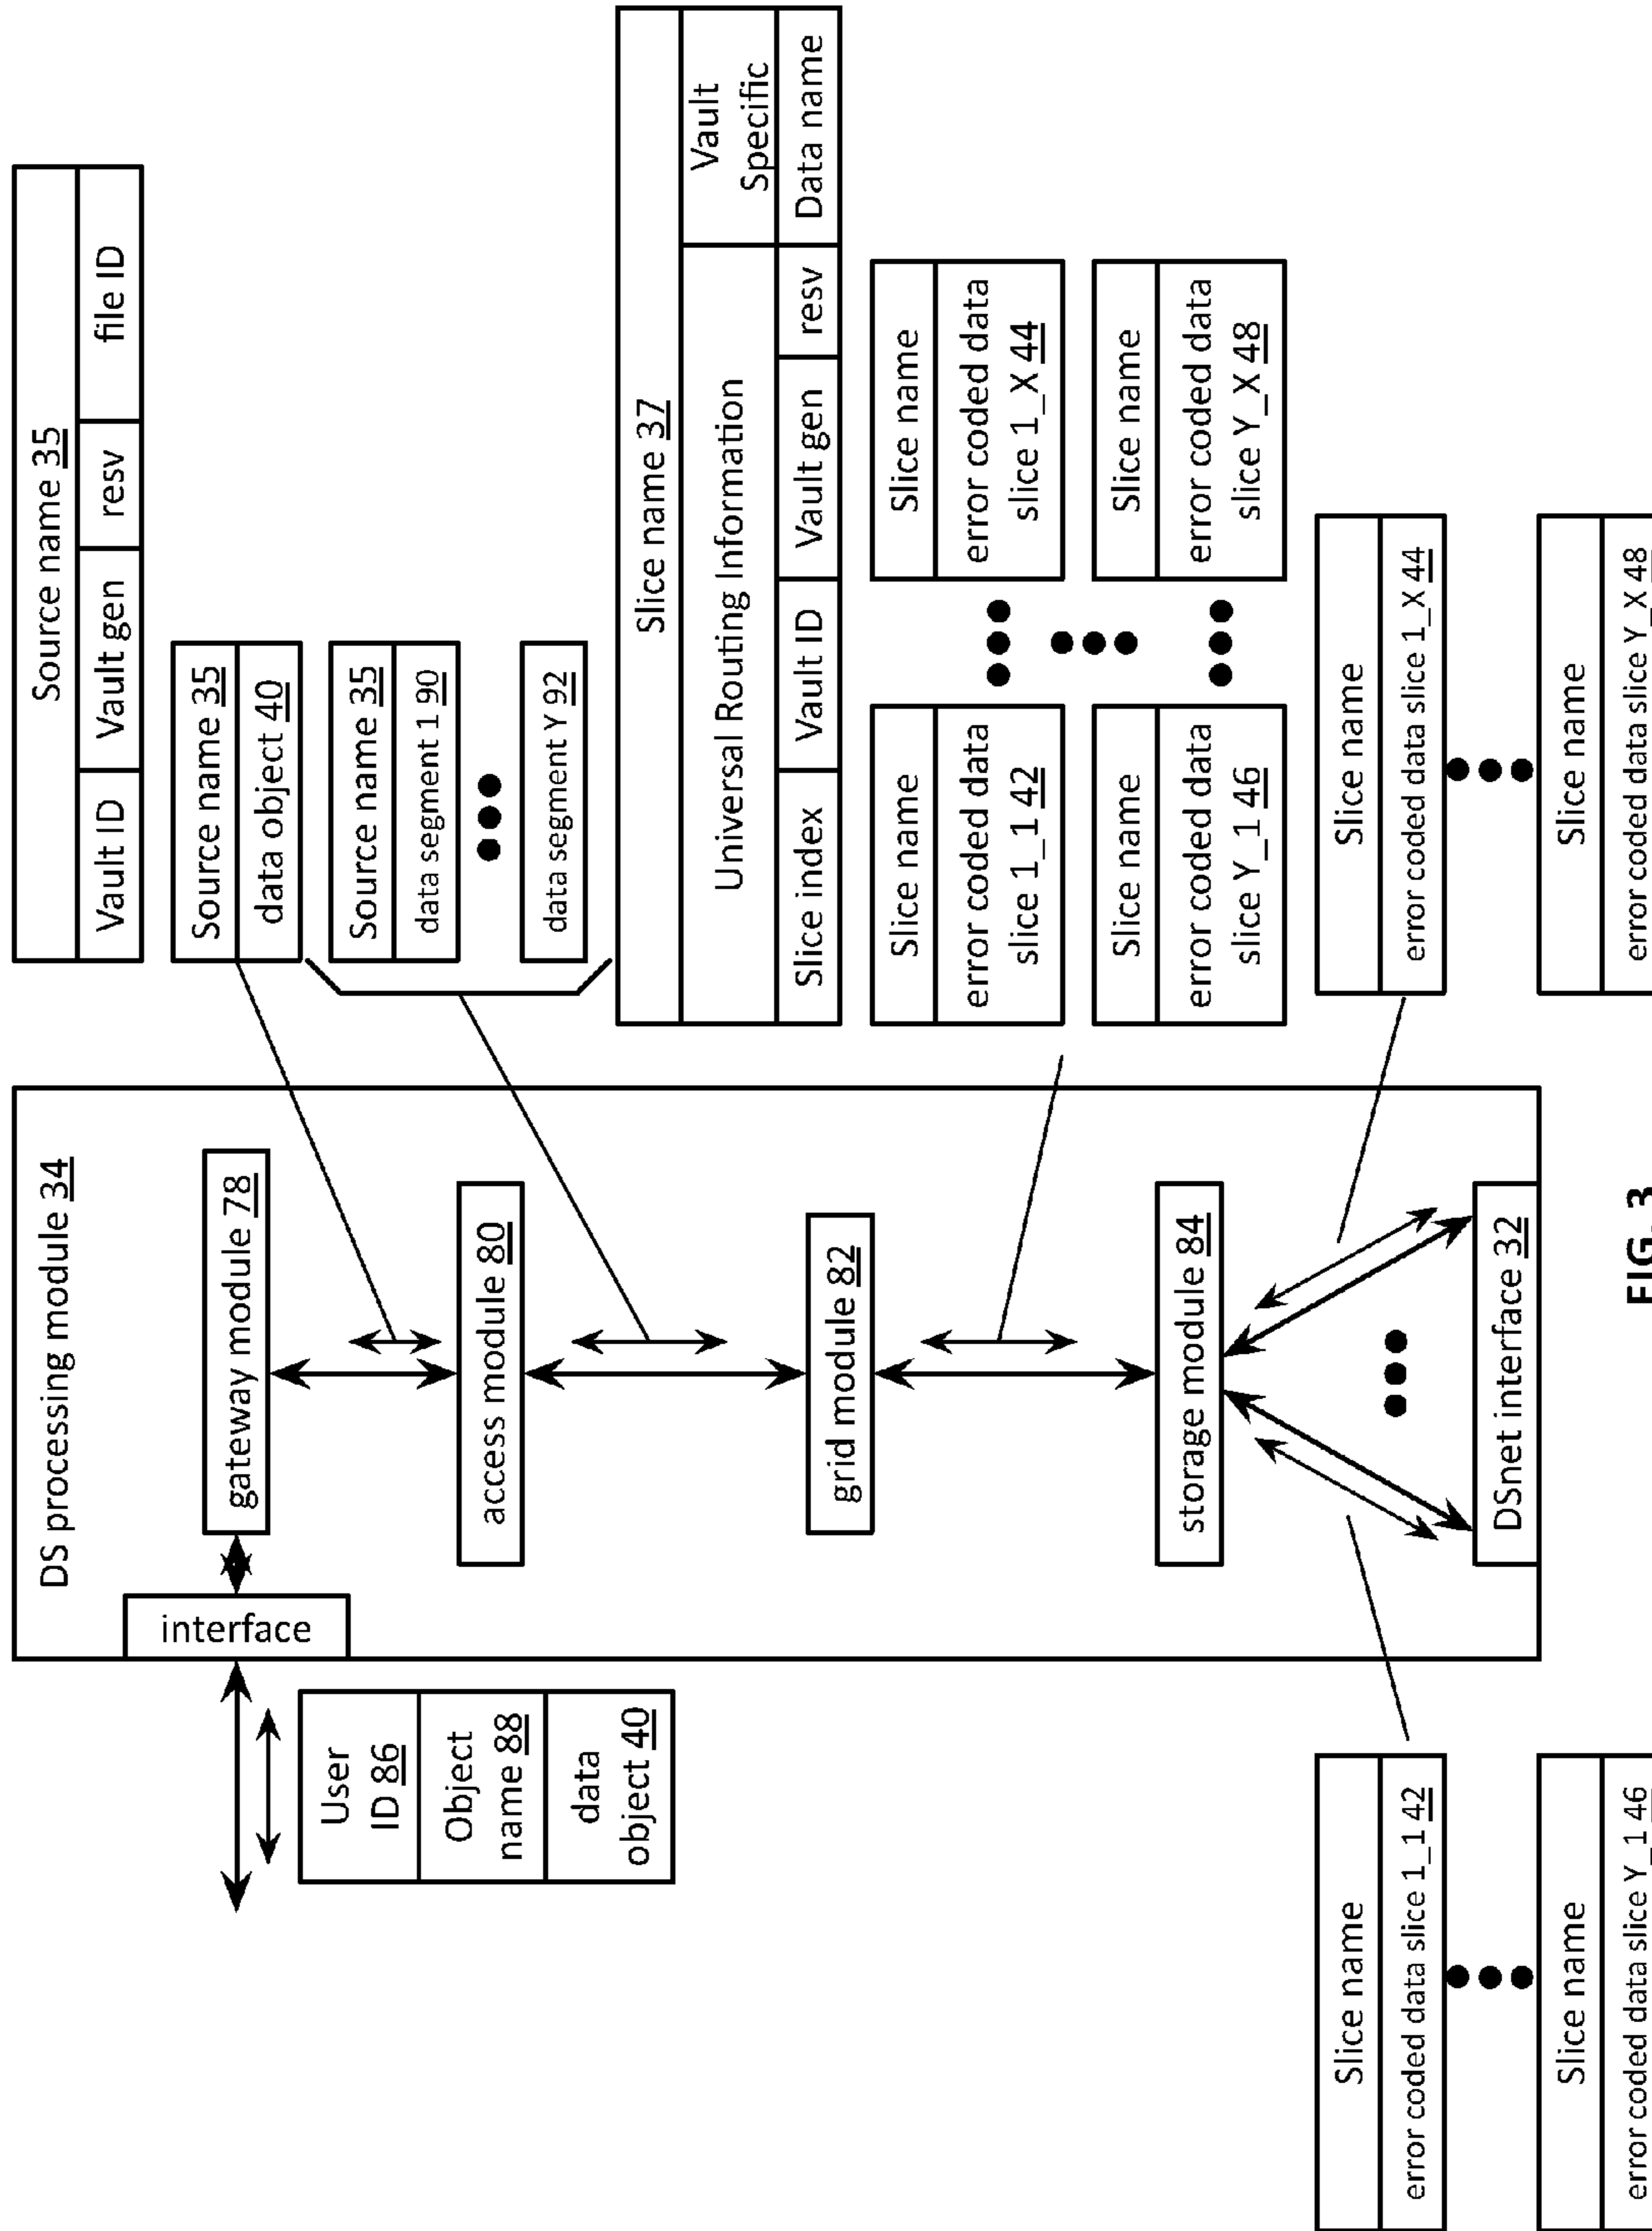 DS processing module 34
interface
gateway module 78
access module 80
grid module 82
storage module 84
DSnet interface 32
User
ID 86
Object
name 88
data
object 40
Source name 35
Vault ID
Vault gen
resv
file ID
Source name 35
data object 40
Source name 35
data segment 1 90
data segment Y 92
Slice name 37
Universal Routing Information
Vault
Specific
Slice index
Vault ID
Vault gen
resv
Data name
Slice name
error coded data
slice 1_1 42
Slice name
error coded data
slice 1_X 44
Slice name
error coded data
slice Y_1 46
Slice name
error coded data
slice Y_X 48
Slice name
error coded data slice 1_1 42
Slice name
error coded data slice Y_1 46
Slice name
error coded data slice 1_X 44
Slice name
error coded data slice Y_X 48
FIG. 3